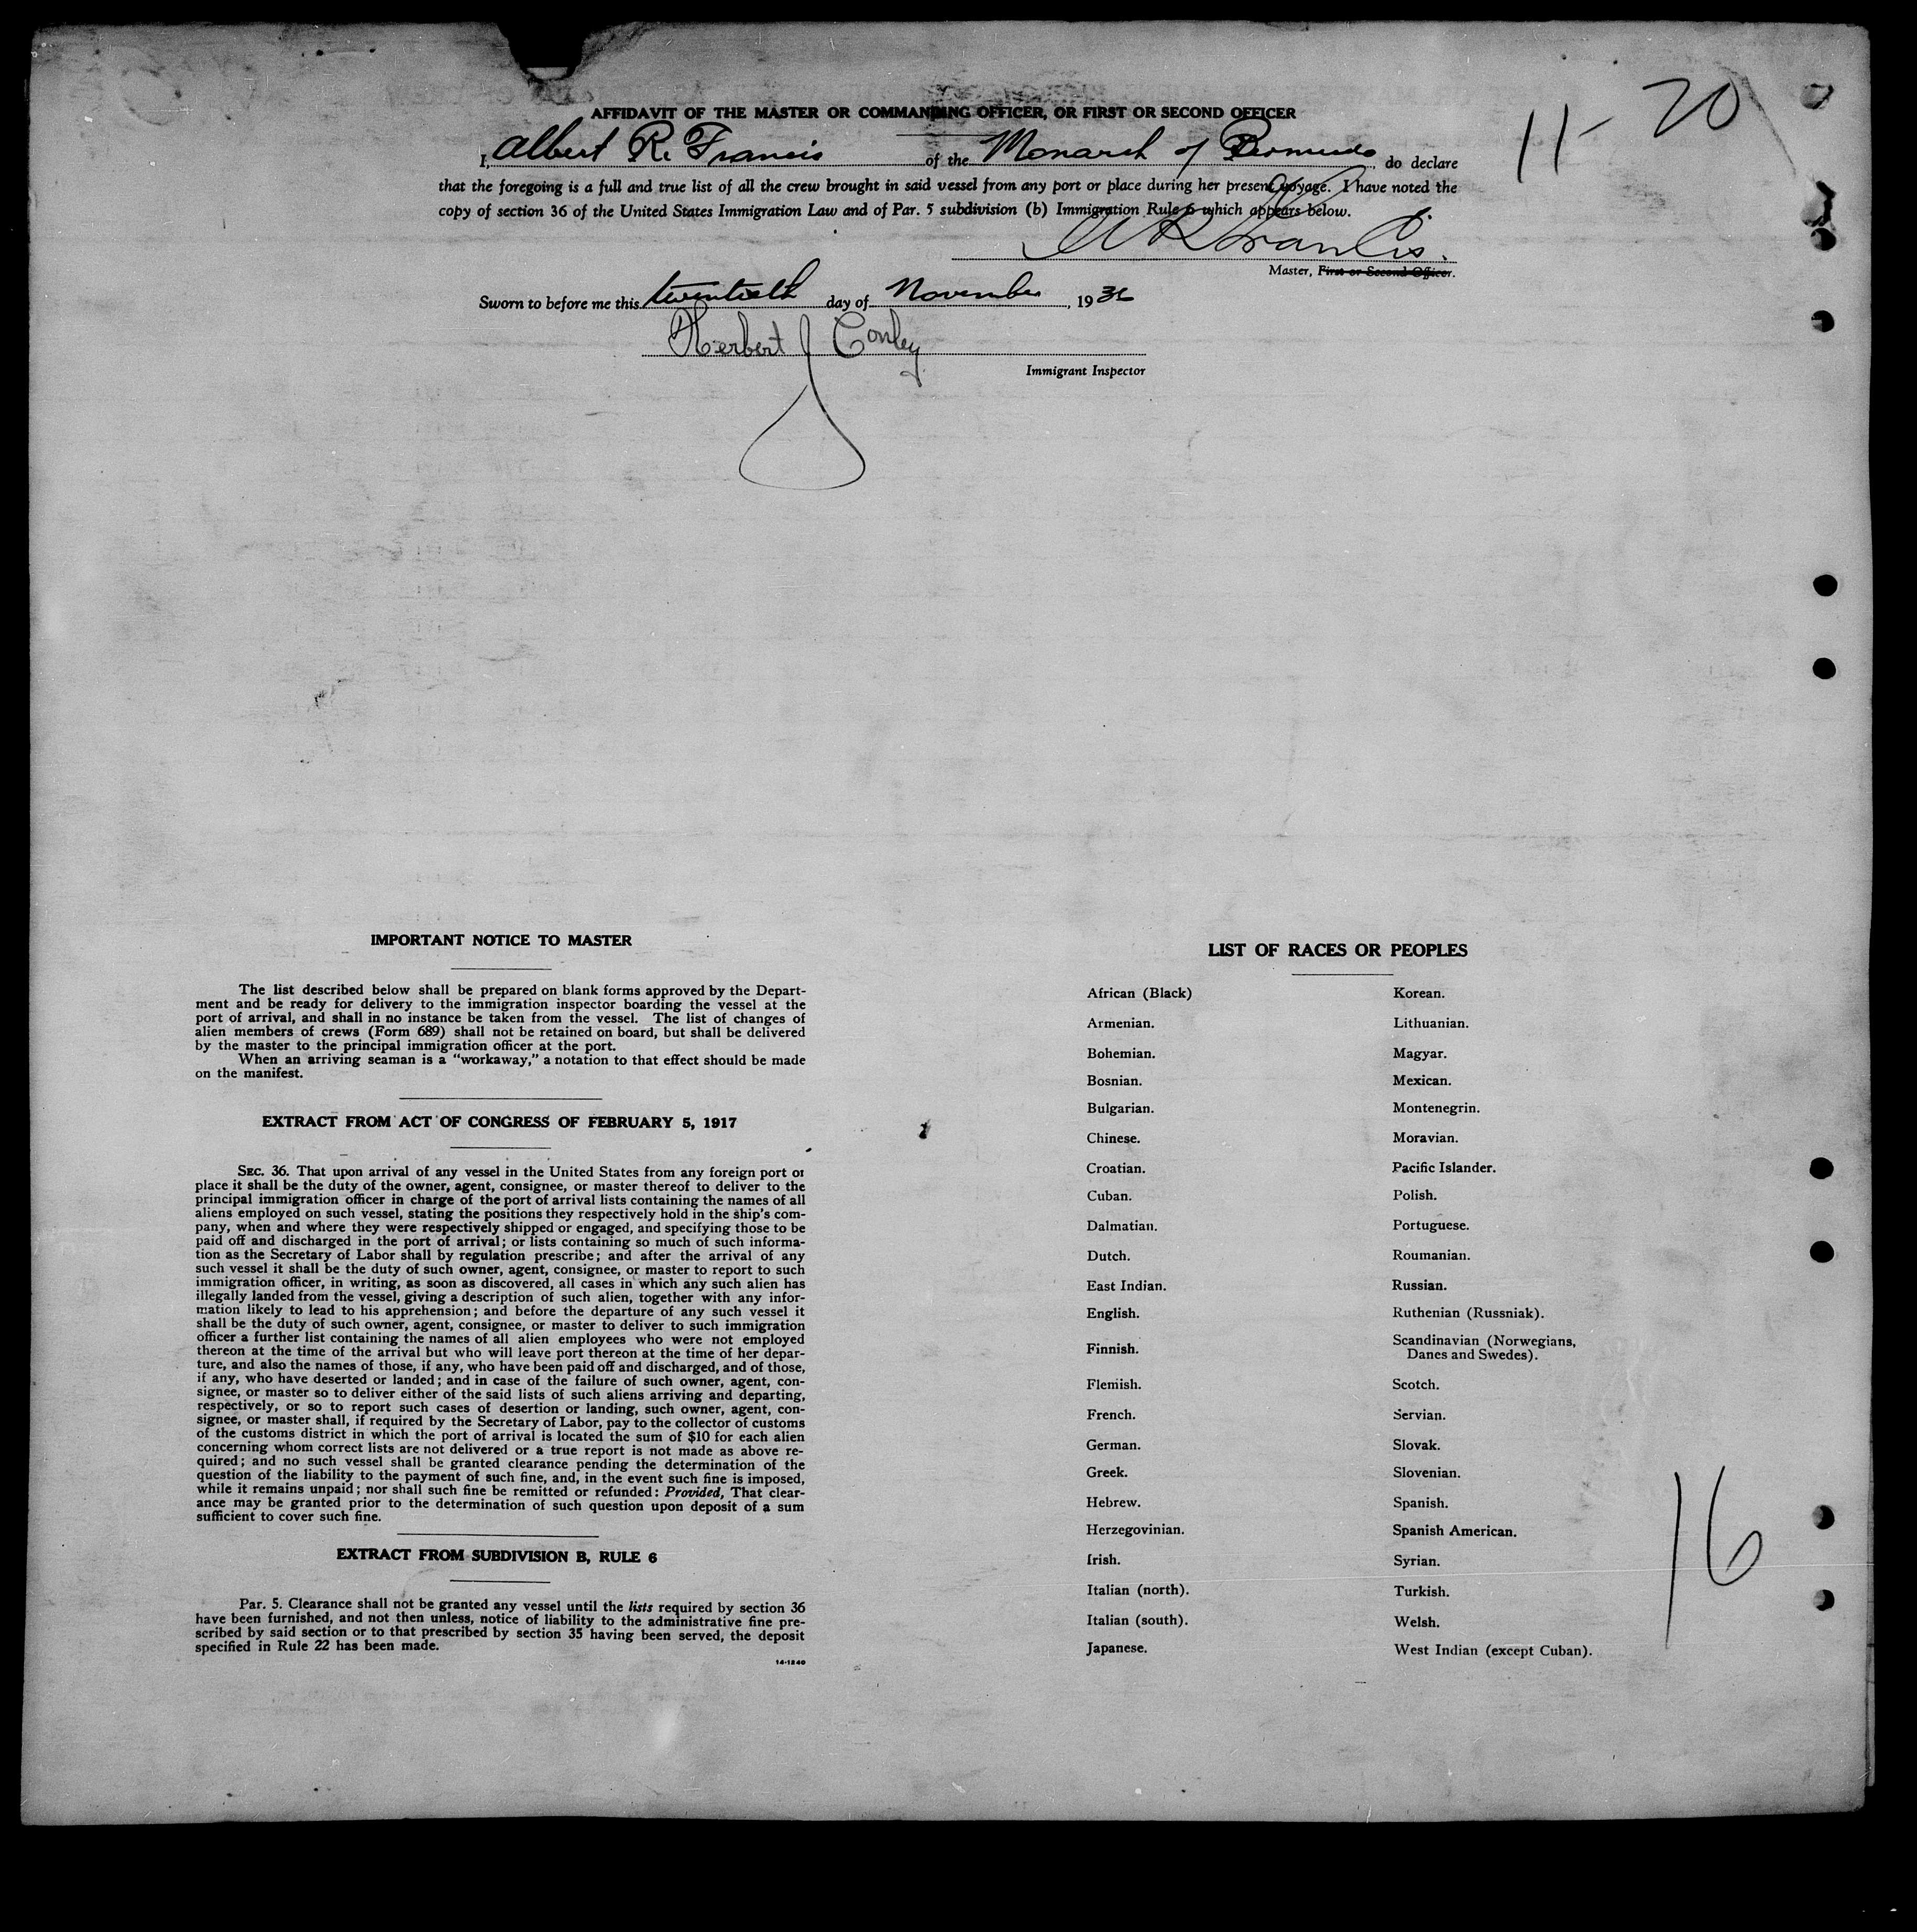 11-20
AFFIDAVIT OF THE MASTER OR COMMANDING OFFICER, OR FIRST OR SECOND OFFICER
I, Albert R. Francis of the Monarch of Bermuda, do declare
that the foregoing is a full and true list of all the crew brought in said vessel from any port or place during her present voyage. I have noted the
copy of section 36 of the United States Immigration Law and of Par. 5 subdivision (b) Immigration Rule 6 which appears below.
A R Francis.
Master, First or Second Officer.
Sworn to before me this twentieth day of November, 1936
Herbert J Conley
Immigrant Inspector
IMPORTANT NOTICE TO MASTER
The list described below shall be prepared on blank forms approved by the Depart-
ment and be ready for delivery to the immigration inspector boarding the vessel at the
port of arrival, and shall in no instance be taken from the vessel. The list of changes of
alien members of crews (Form 689) shall not be retained on board, but shall be delivered
by the master to the principal immigration officer at the port.
When an arriving seaman is a "workaway," a notation to that effect should be made
on the manifest.
EXTRACT FROM ACT OF CONGRESS OF FEBRUARY 5, 1917
SEC. 36. That upon arrival of any vessel in the United States from any foreign port or
place it shall be the duty of the owner, agent, consignee, or master thereof to deliver to the
principal immigration officer in charge of the port of arrival lists containing the names of all
aliens employed on such vessel, stating the positions they respectively hold in the ship's com-
pany, when and where they were respectively shipped or engaged, and specifying those to be
paid off and discharged in the port of arrival; or lists containing so much of such informa-
tion as the Secretary of Labor shall by regulation prescribe; and after the arrival of any
such vessel it shall be the duty of such owner, agent, consignee, or master to report to such
immigration officer, in writing, as soon as discovered, all cases in which any such alien has
illegally landed from the vessel, giving a description of such alien, together with any infor-
mation likely to lead to his apprehension; and before the departure of any such vessel it
shall be the duty of such owner, agent, consignee, or master to deliver to such immigration
officer a further list containing the names of all alien employees who were not employed
thereon at the time of the arrival but who will leave port thereon at the time of her depar-
ture, and also the names of those, if any, who have been paid off and discharged, and of those,
if any, who have deserted or landed; and in case of the failure of such owner, agent, con-
signee, or master so to deliver either of the said lists of such aliens arriving and departing,
respectively, or so to report such cases of desertion or landing, such owner, agent, con-
signee, or master shall, if required by the Secretary of Labor, pay to the collector of customs
of the customs district in which the port of arrival is located the sum of $10 for each alien
concerning whom correct lists are not delivered or a true report is not made as above re-
quired; and no such vessel shall be granted clearance pending the determination of the
question of the liability to the payment of such fine, and, in the event such fine is imposed,
while it remains unpaid; nor shall such fine be remitted or refunded: Provided, That clear-
ance may be granted prior to the determination of such question upon deposit of a sum
sufficient to cover such fine.
EXTRACT FROM SUBDIVISION B, RULE 6
Par. 5. Clearance shall not be granted any vessel until the lists required by section 36
have been furnished, and not then unless, notice of liability to the administrative fine pre-
scribed by said section or to that prescribed by section 35 having been served, the deposit
specified in Rule 22 has been made.
14-1240
LIST OF RACES OR PEOPLES
African (Black)
Armenian.
Bohemian.
Bosnian.
Bulgarian.
Chinese.
Croatian.
Cuban.
Dalmatian.
Dutch.
East Indian.
English.
Finnish.
Flemish.
French.
German.
Greek.
Hebrew.
Herzegovinian.
Irish.
Italian (north).
Italian (south).
Japanese.
Korean.
Lithuanian.
Magyar.
Mexican.
Montenegrin.
Moravian.
Pacific Islander.
Polish.
Portuguese.
Roumanian.
Russian.
Ruthenian (Russniak).
Scandinavian (Norwegians,
Danes and Swedes).
Scotch.
Servian.
Slovak.
Slovenian.
Spanish.
Spanish American.
Syrian.
Turkish.
Welsh.
West Indian (except Cuban).
16